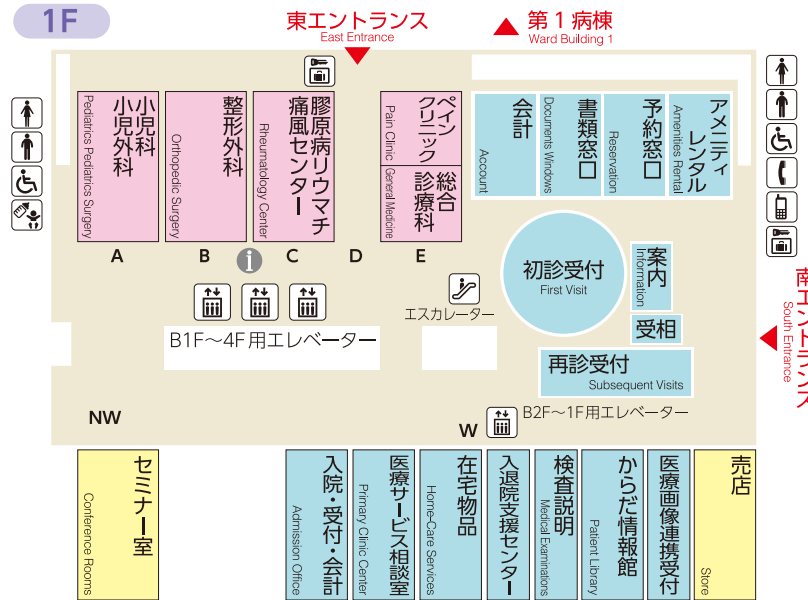 1F
東エントランス
East Entrance
第1病棟
Ward Building 1
小児科
小児外科
Pediatrics Pediatrics Surgery
整形外科
Orthopedic Surgery
膠原病リウマチ
痛風センター
Rheumatology Center
ペイン
クリニック
Pain Clinic
総合
診療科
General Medicine
会計
Account
書類窓口
Documents Windows
予約窓口
Reservation
アメニティ
レンタル
Amenities Rental
A
B
C
D
E
初診受付
First Visit
案内
Information
受相
再診受付
Subsequent Visits
南エントランス
South Entrance
エスカレーター
B1F〜4F用エレベーター
NW
W
B2F〜1F用エレベーター
セミナー室
Conference Rooms
入院・受付・会計
Admission Office
医療サービス相談室
Primary Clinic Center
在宅物品
Home-Care Services
入退院支援センター
検査説明
Medical Examinations
からだ情報館
Patient Library
医療画像連携受付
売店
Store